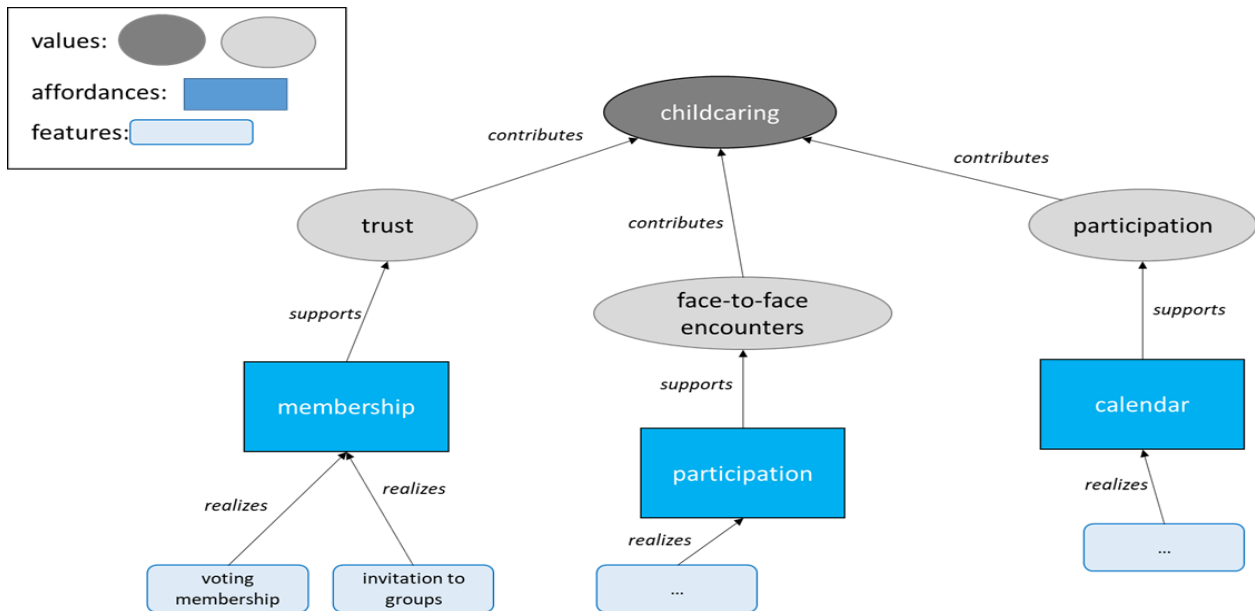 values:
affordances:
features:
childcaring
contributes
contributes
contributes
trust
participation
face-to-face
encounters
supports
supports
supports
membership
calendar
participation
realizes
realizes
realizes
realizes
voting
membership
invitation to
groups
...
...